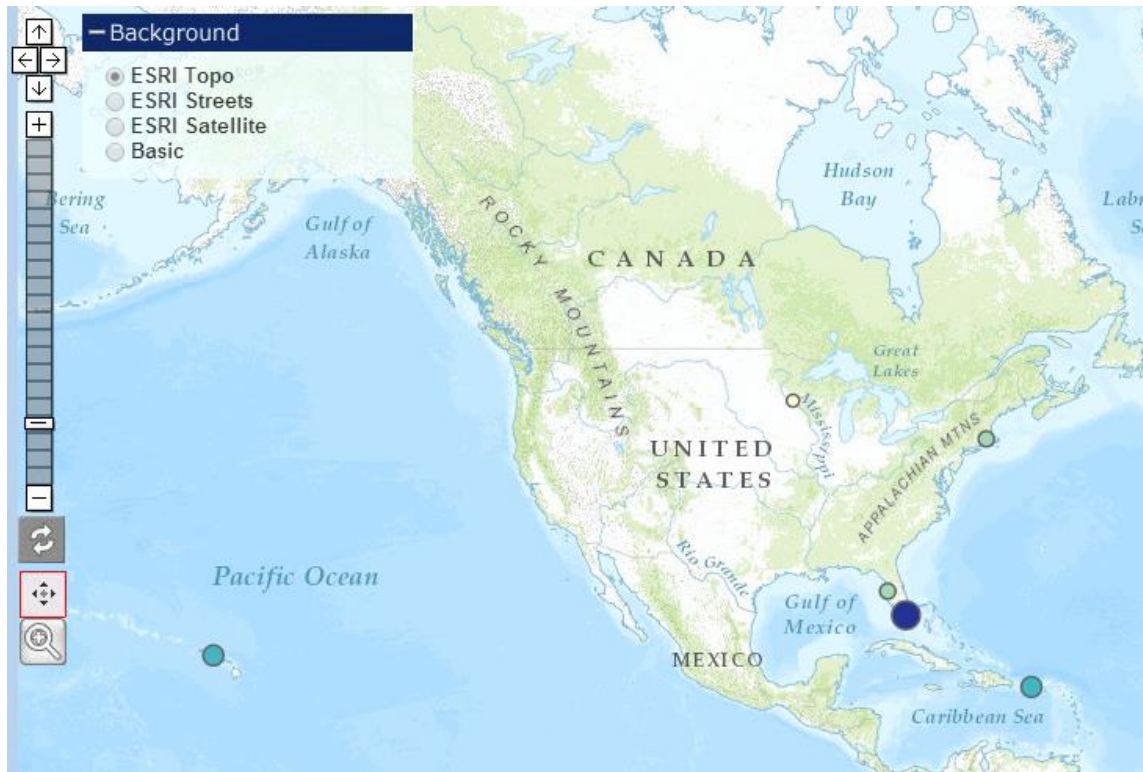 Background
ESRI Topo
ESRI Streets
ESRI Satellite
Basic
Bering
Sea
Gulf of
Alaska
Hudson
Bay
ROCKY MOUNTAINS
CANADA
Great
Lakes
Mississippi
UNITED
STATES
APPALACHIAN MTNS
Rio Grande
Pacific Ocean
Gulf of
Mexico
MEXICO
Caribbean Sea